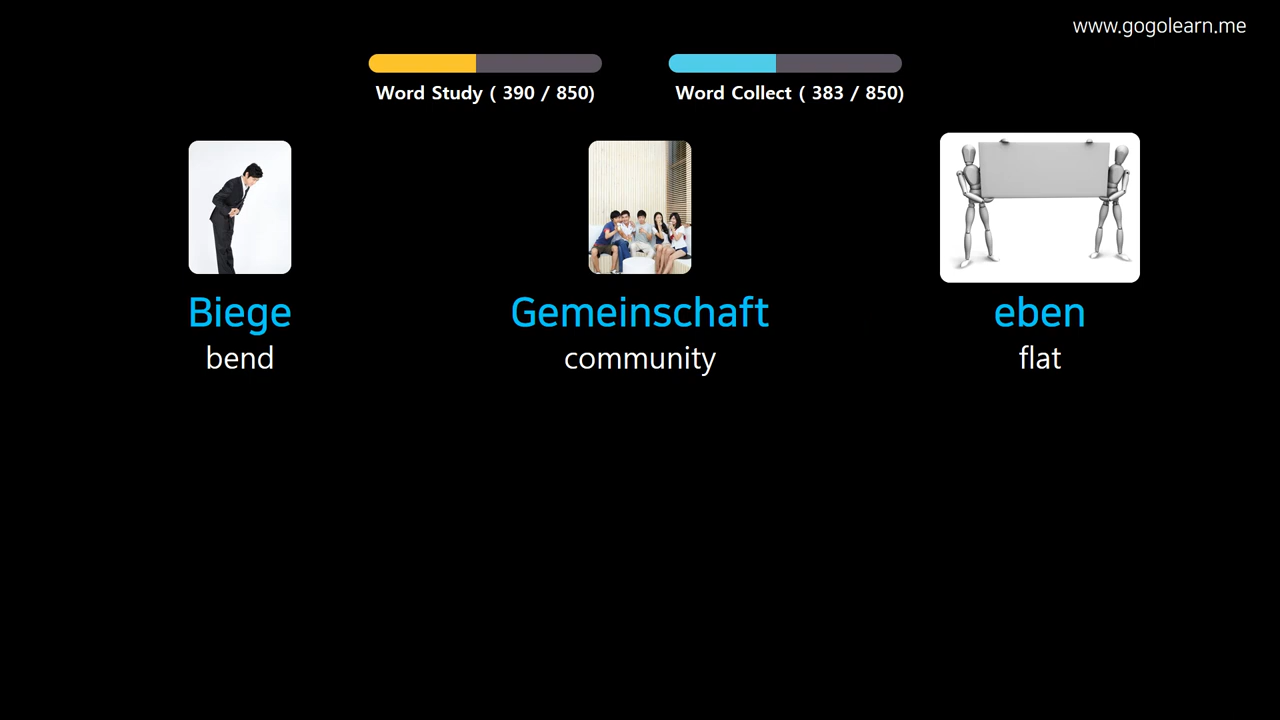 www.gogolearn.me
Word Study ( 390 / 850)
Word Collect ( 383 / 850)
Biege
bend
Gemeinschaft
community
eben
flat